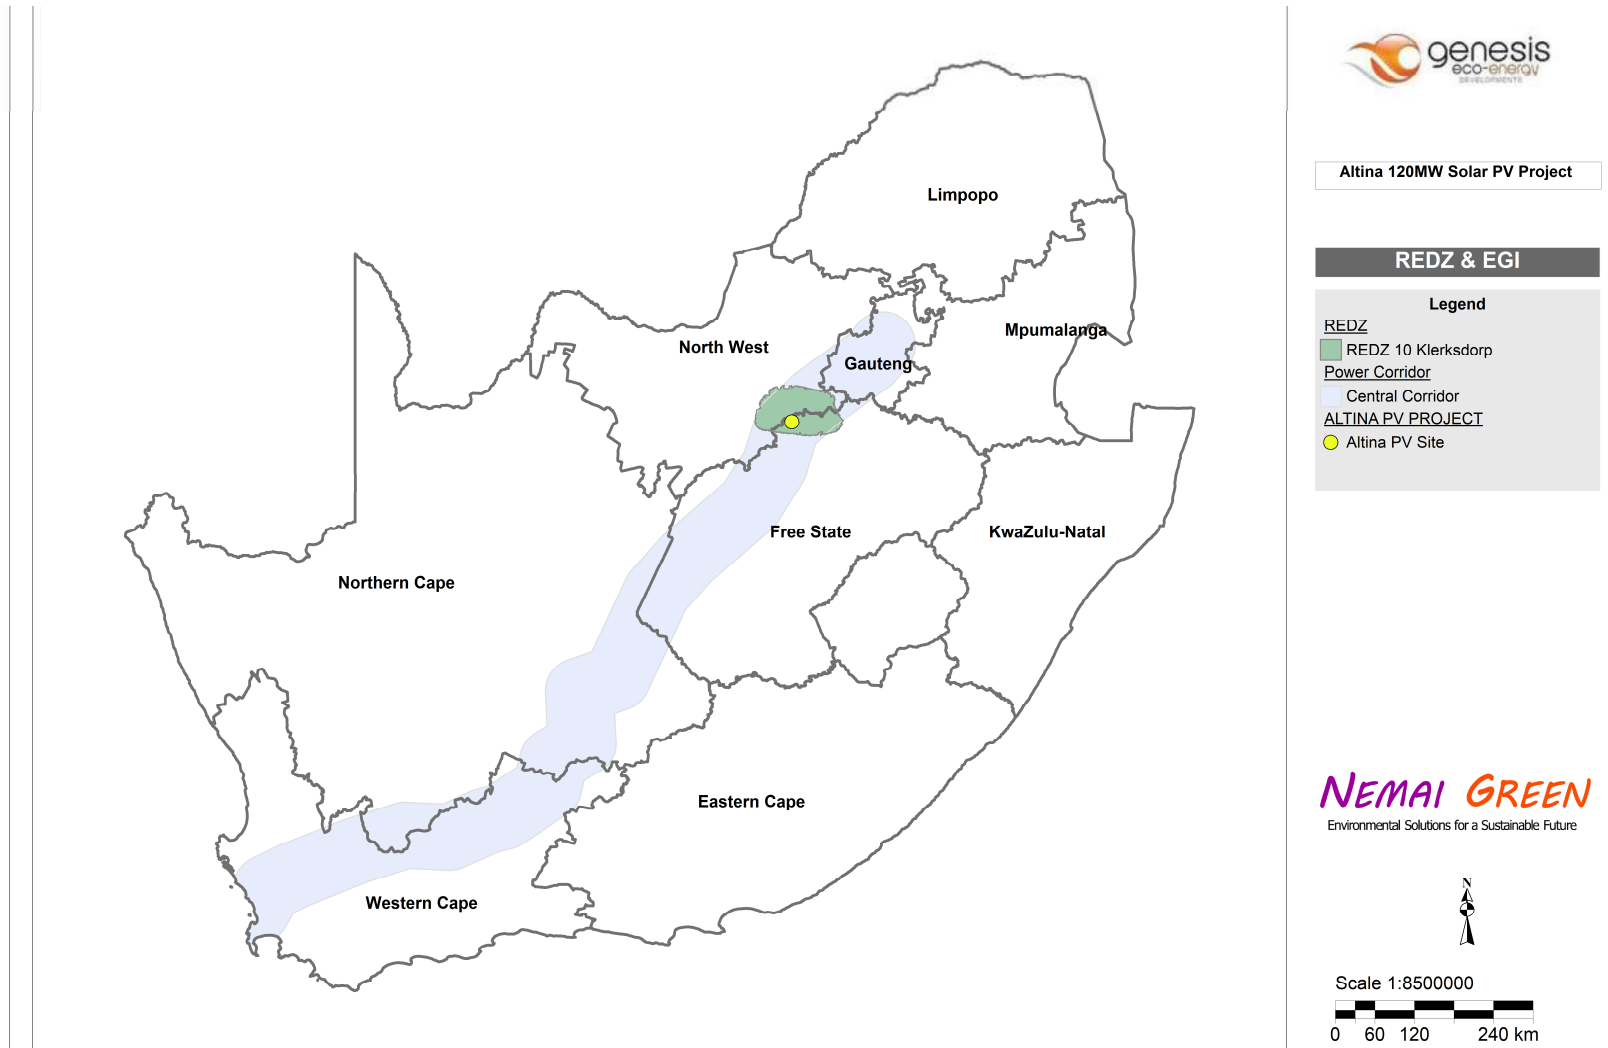 genesis
eco-energy
DEVELOPMENTS
Altina 120MW Solar PV Project
REDZ & EGI
Legend
REDZ
REDZ 10 Klerksdorp
Power Corridor
Central Corridor
ALTINA PV PROJECT
Altina PV Site
Limpopo
Mpumalanga
North West
Gauteng
Free State
KwaZulu-Natal
Northern Cape
Eastern Cape
Western Cape
NEMAI GREEN
Environmental Solutions for a Sustainable Future
N
Scale 1:8500000
0 60 120 240 km